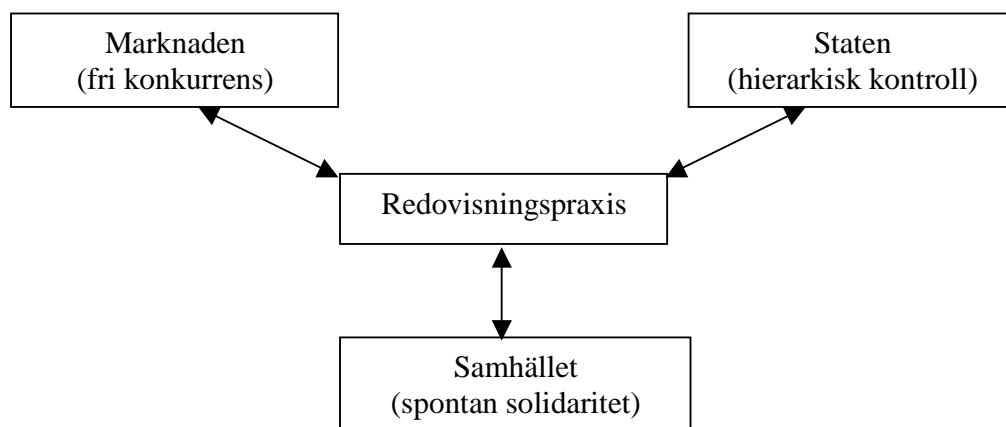 Marknaden
(fri konkurrens)
Staten
(hierarkisk kontroll)
Redovisningspraxis
Samhället
(spontan solidaritet)